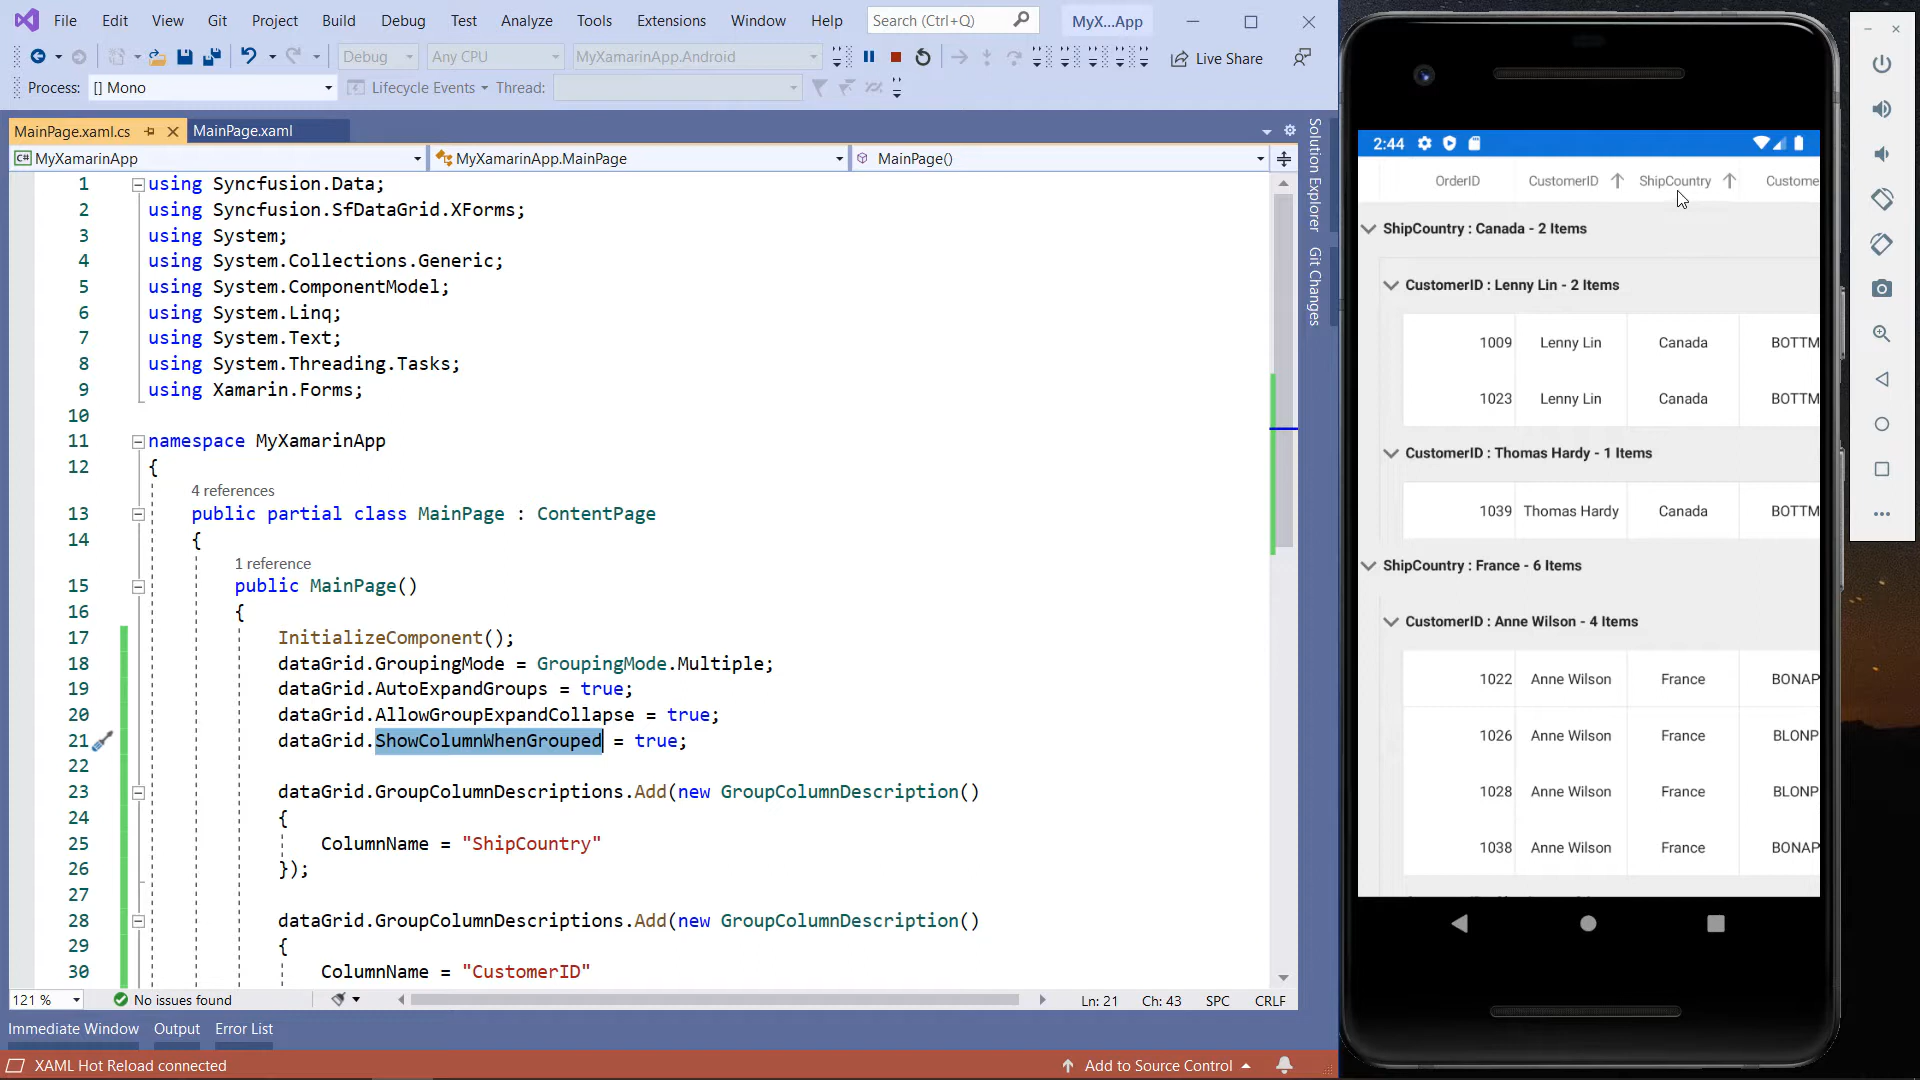 File Edit View Git Project Build Debug Test Analyze Tools Extensions Window Help Search (Ctrl+Q) MyX...App
Debug Any CPU MyXamarinApp.Android Live Share
Process: [] Mono Lifecycle Events Thread:
MainPage.xaml.cs MainPage.xaml
C# MyXamarinApp MyXamarinApp.MainPage MainPage()
1 using Syncfusion.Data;
2 using Syncfusion.SfDataGrid.XForms;
3 using System;
4 using System.Collections.Generic;
5 using System.ComponentModel;
6 using System.Linq;
7 using System.Text;
8 using System.Threading.Tasks;
9 using Xamarin.Forms;
10
11 namespace MyXamarinApp
12 {
4 references
13 public partial class MainPage : ContentPage
14 {
1 reference
15 public MainPage()
16 {
17 InitializeComponent();
18 dataGrid.GroupingMode = GroupingMode.Multiple;
19 dataGrid.AutoExpandGroups = true;
20 dataGrid.AllowGroupExpandCollapse = true;
21 dataGrid.ShowColumnWhenGrouped = true;
22
23 dataGrid.GroupColumnDescriptions.Add(new GroupColumnDescription()
24 {
25 ColumnName = "ShipCountry"
26 });
27
28 dataGrid.GroupColumnDescriptions.Add(new GroupColumnDescription()
29 {
30 ColumnName = "CustomerID"
121 % No issues found Ln: 21 Ch: 43 SPC CRLF
Immediate Window Output Error List
XAML Hot Reload connected Add to Source Control
Solution Explorer
Git Changes
2:44
OrderID CustomerID ShipCountry Custome
ShipCountry : Canada - 2 Items
CustomerID : Lenny Lin - 2 Items
1009 Lenny Lin Canada BOTTM
1023 Lenny Lin Canada BOTTM
CustomerID : Thomas Hardy - 1 Items
1039 Thomas Hardy Canada BOTTM
ShipCountry : France - 6 Items
CustomerID : Anne Wilson - 4 Items
1022 Anne Wilson France BONAP
1026 Anne Wilson France BLONP
1028 Anne Wilson France BLONP
1038 Anne Wilson France BONAP